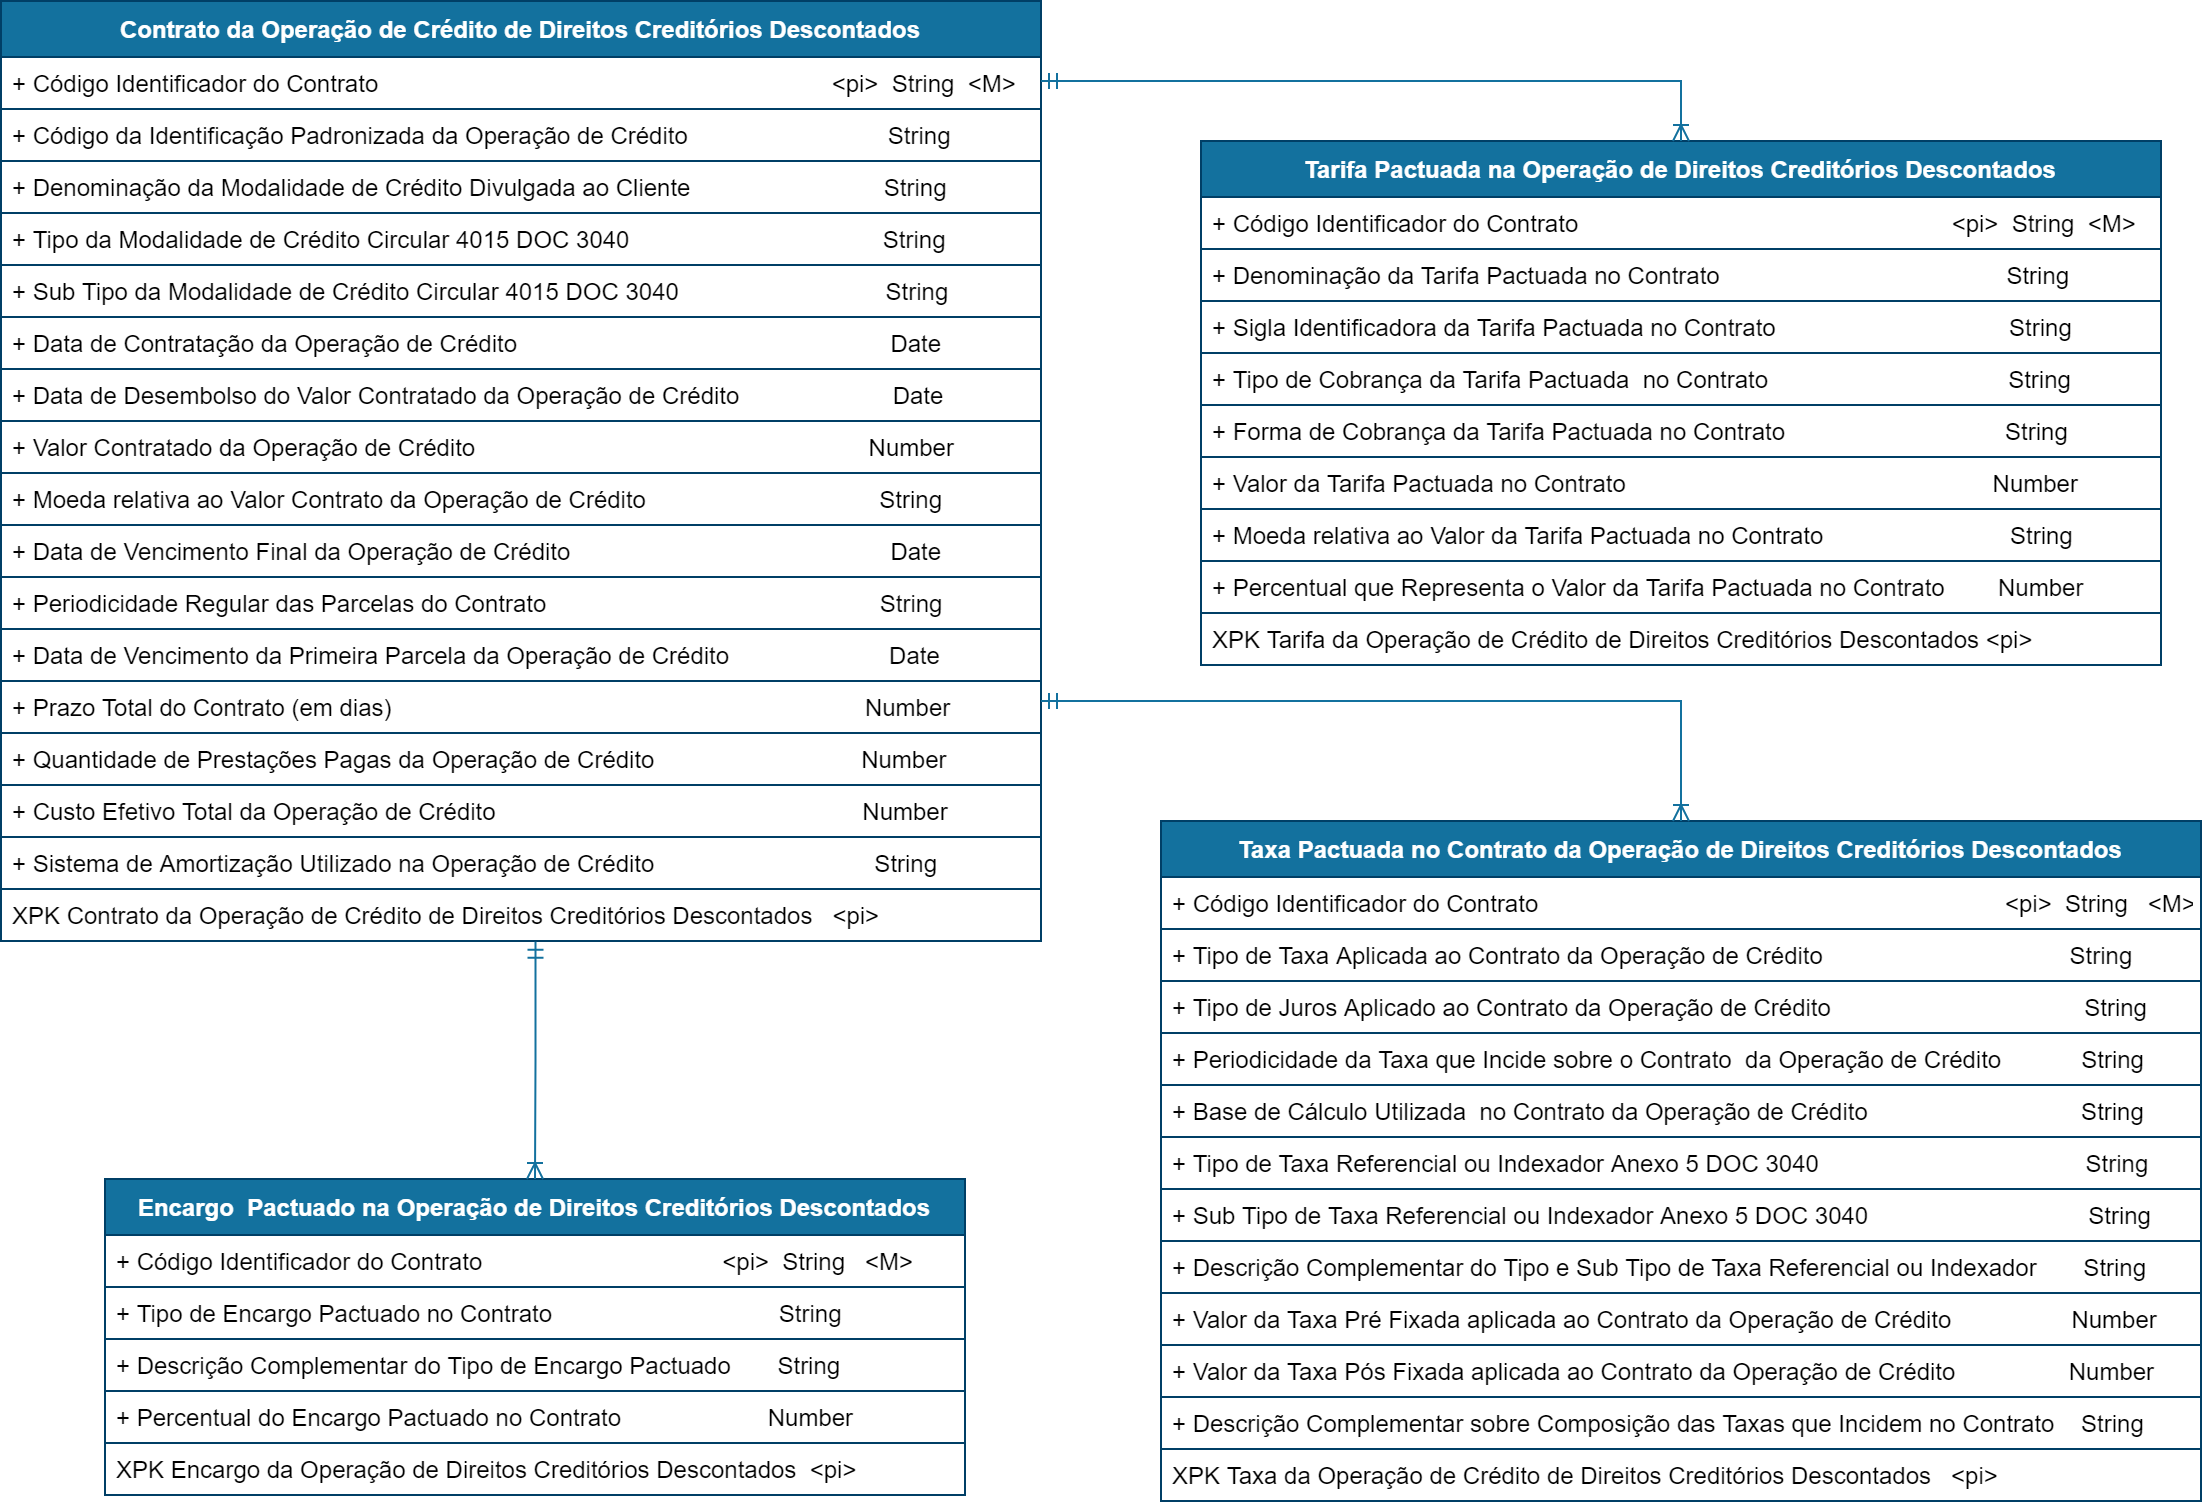 Contrato da Operação de Crédito de Direitos Creditórios Descontados
+ Código Identificador do Contrato <pi> String <M>
+ Código da Identificação Padronizada da Operação de Crédito String
+ Denominação da Modalidade de Crédito Divulgada ao Cliente String
+ Tipo da Modalidade de Crédito Circular 4015 DOC 3040 String
+ Sub Tipo da Modalidade de Crédito Circular 4015 DOC 3040 String
+ Data de Contratação da Operação de Crédito Date
+ Data de Desembolso do Valor Contratado da Operação de Crédito Date
+ Valor Contratado da Operação de Crédito Number
+ Moeda relativa ao Valor Contrato da Operação de Crédito String
+ Data de Vencimento Final da Operação de Crédito Date
+ Periodicidade Regular das Parcelas do Contrato String
+ Data de Vencimento da Primeira Parcela da Operação de Crédito Date
+ Prazo Total do Contrato (em dias) Number
+ Quantidade de Prestações Pagas da Operação de Crédito Number
+ Custo Efetivo Total da Operação de Crédito Number
+ Sistema de Amortização Utilizado na Operação de Crédito String
XPK Contrato da Operação de Crédito de Direitos Creditórios Descontados <pi>
Tarifa Pactuada na Operação de Direitos Creditórios Descontados
+ Código Identificador do Contrato <pi> String <M>
+ Denominação da Tarifa Pactuada no Contrato String
+ Sigla Identificadora da Tarifa Pactuada no Contrato String
+ Tipo de Cobrança da Tarifa Pactuada no Contrato String
+ Forma de Cobrança da Tarifa Pactuada no Contrato String
+ Valor da Tarifa Pactuada no Contrato Number
+ Moeda relativa ao Valor da Tarifa Pactuada no Contrato String
+ Percentual que Representa o Valor da Tarifa Pactuada no Contrato Number
XPK Tarifa da Operação de Crédito de Direitos Creditórios Descontados <pi>
Taxa Pactuada no Contrato da Operação de Direitos Creditórios Descontados
+ Código Identificador do Contrato <pi> String <M>
+ Tipo de Taxa Aplicada ao Contrato da Operação de Crédito String
+ Tipo de Juros Aplicado ao Contrato da Operação de Crédito String
+ Periodicidade da Taxa que Incide sobre o Contrato da Operação de Crédito String
+ Base de Cálculo Utilizada no Contrato da Operação de Crédito String
+ Tipo de Taxa Referencial ou Indexador Anexo 5 DOC 3040 String
+ Sub Tipo de Taxa Referencial ou Indexador Anexo 5 DOC 3040 String
+ Descrição Complementar do Tipo e Sub Tipo de Taxa Referencial ou Indexador String
+ Valor da Taxa Pré Fixada aplicada ao Contrato da Operação de Crédito Number
+ Valor da Taxa Pós Fixada aplicada ao Contrato da Operação de Crédito Number
+ Descrição Complementar sobre Composição das Taxas que Incidem no Contrato String
XPK Taxa da Operação de Crédito de Direitos Creditórios Descontados <pi>
Encargo Pactuado na Operação de Direitos Creditórios Descontados
+ Código Identificador do Contrato <pi> String <M>
+ Tipo de Encargo Pactuado no Contrato String
+ Descrição Complementar do Tipo de Encargo Pactuado String
+ Percentual do Encargo Pactuado no Contrato Number
XPK Encargo da Operação de Direitos Creditórios Descontados <pi>